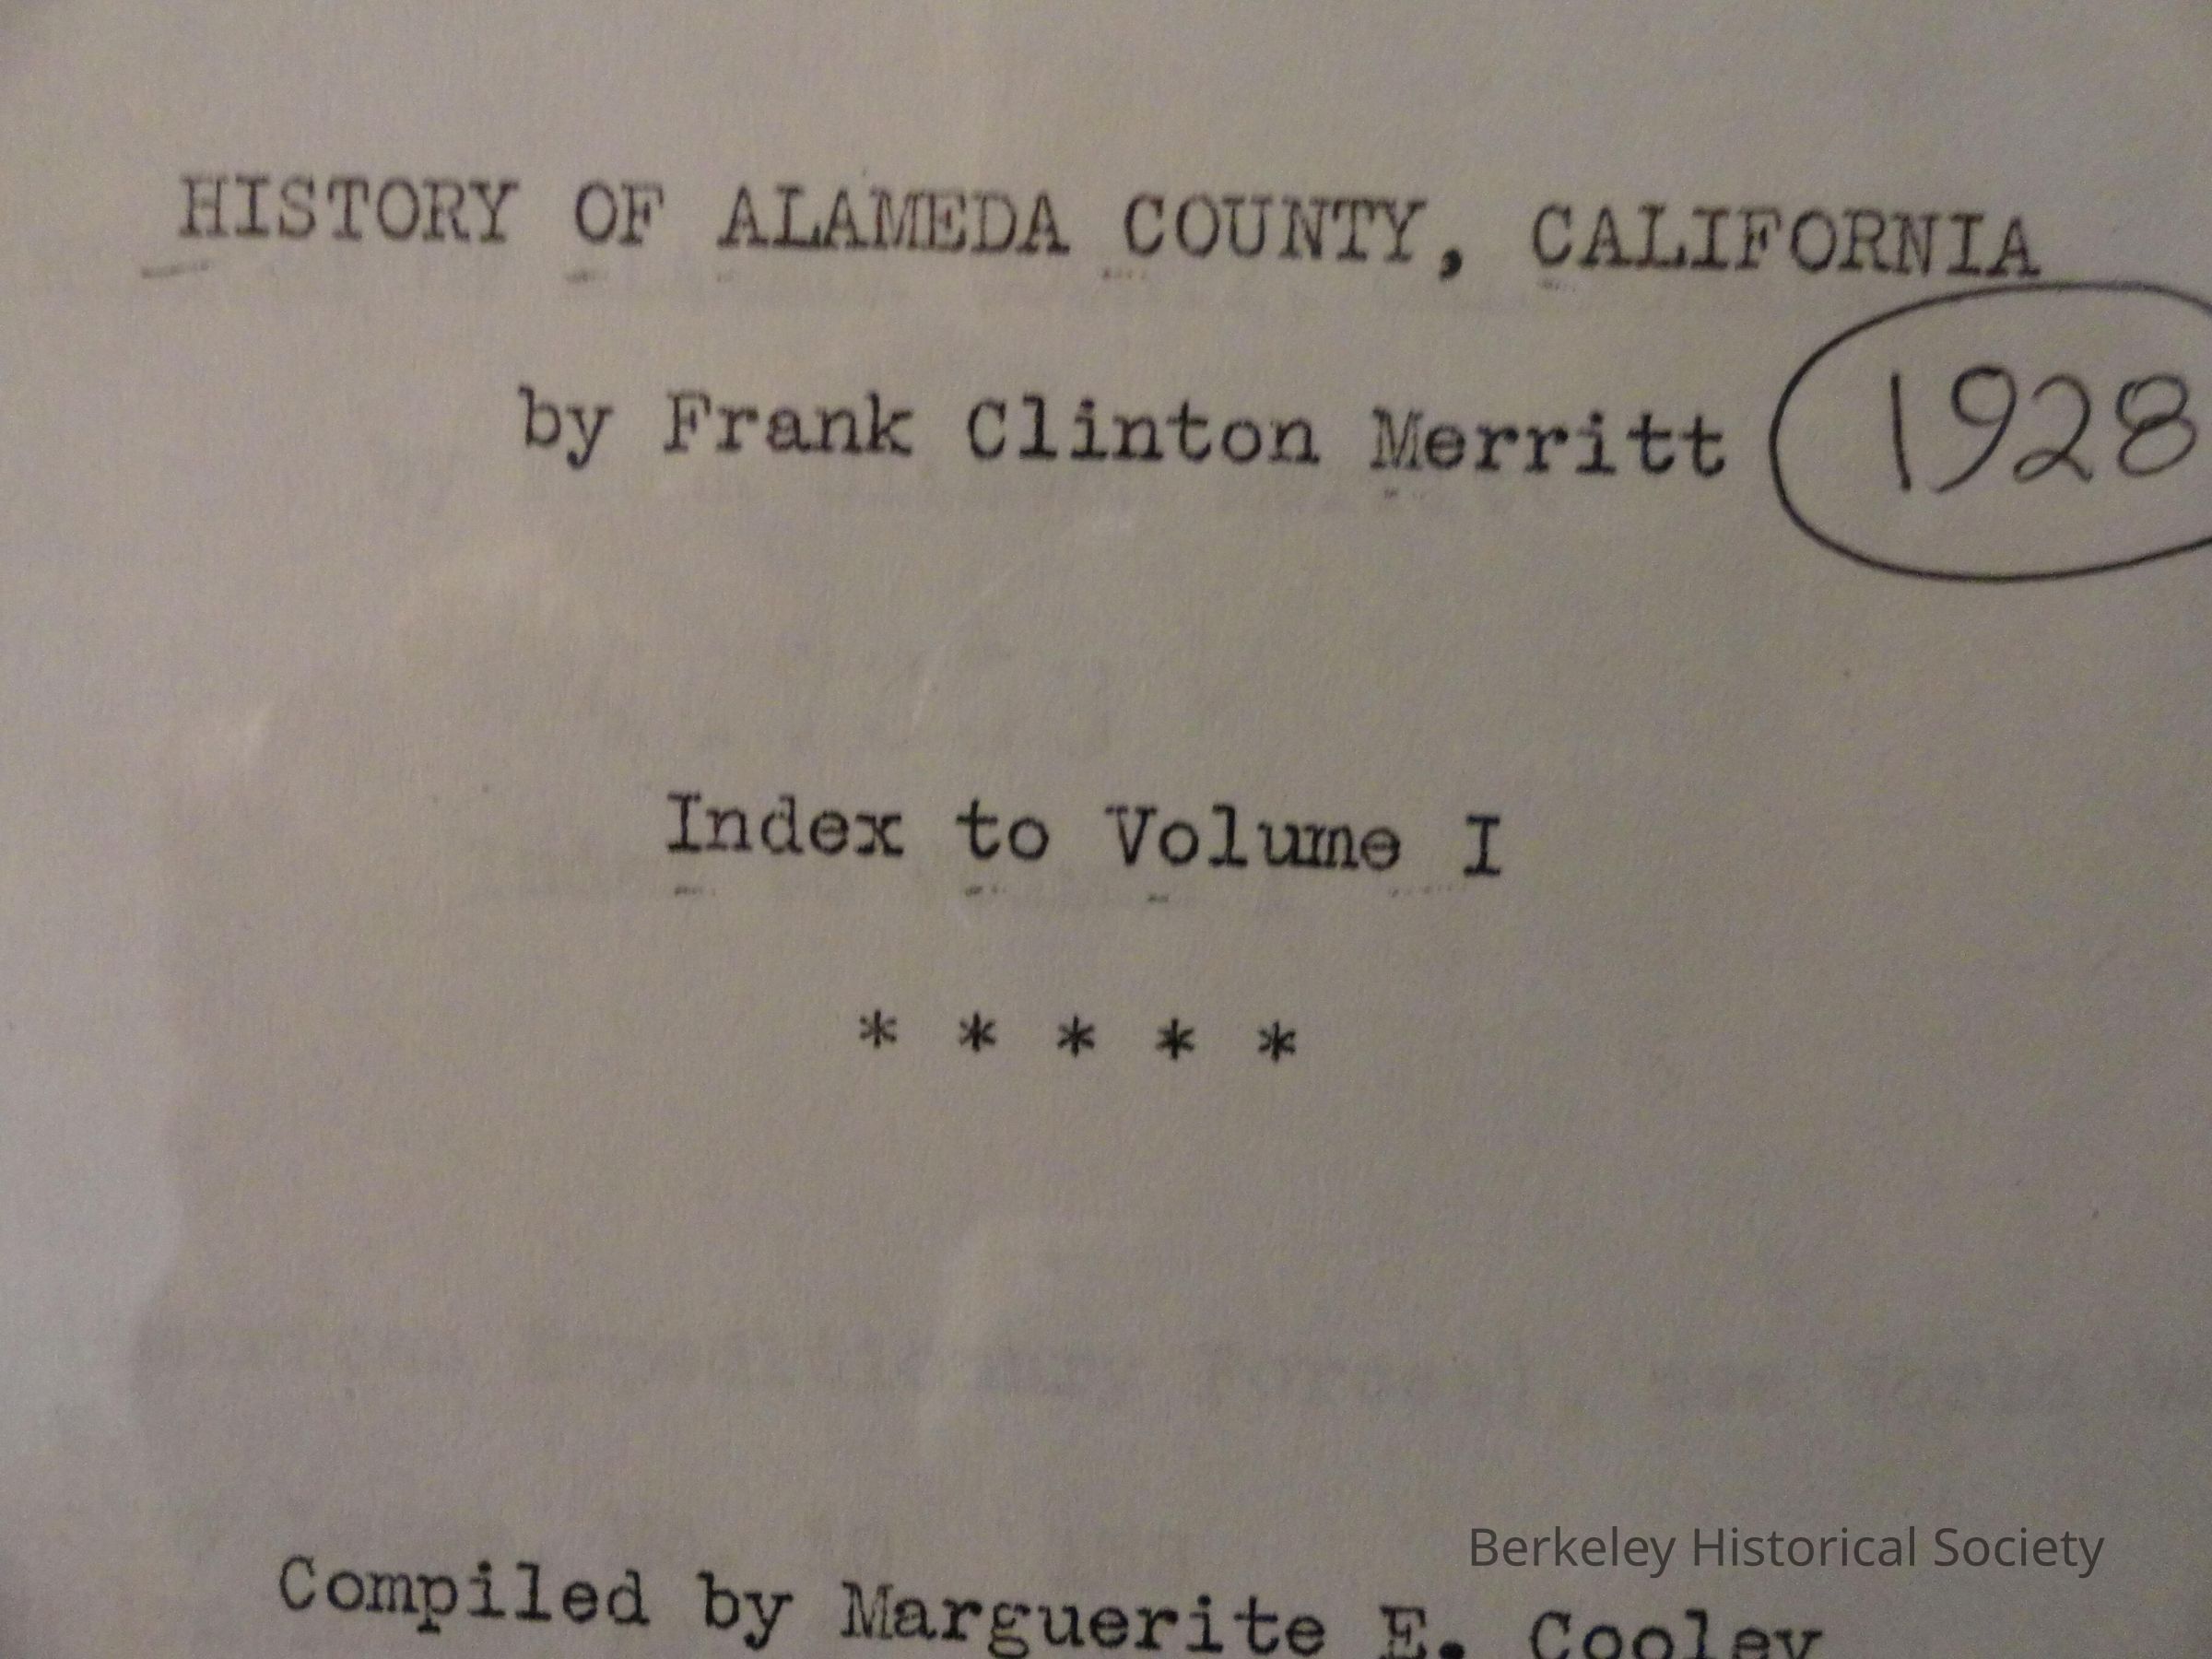 HISTORY OF ALAMEDA COUNTY, CALIFORNIA
by Frank Clinton Merritt 1928
Index to Volume I
* * * * *
Compiled by Marguerite E. Cooley
Berkeley Historical Society